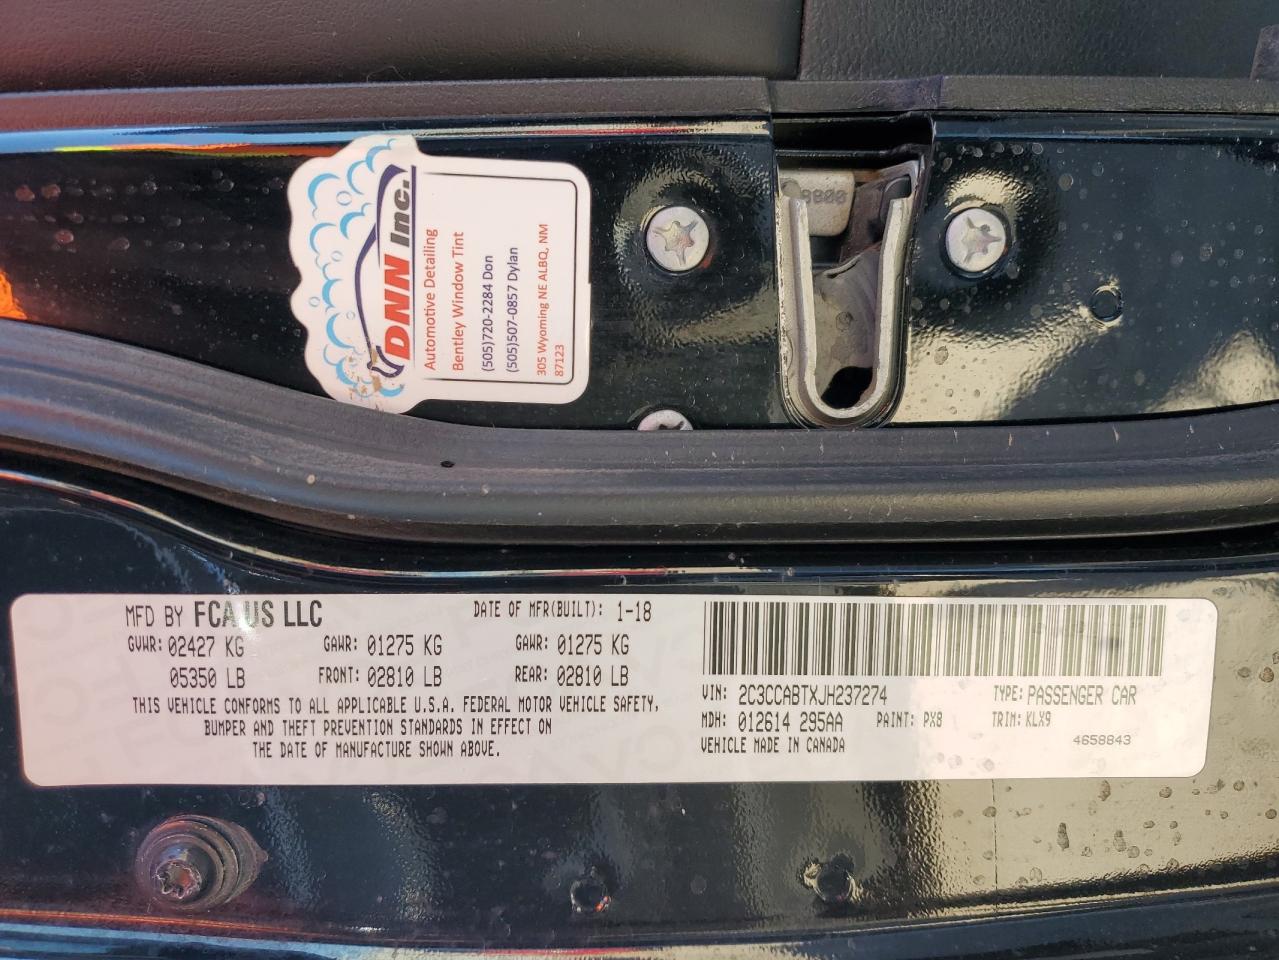 DNN Inc.
Automotive Detailing
Bentley Window Tint
(505)720-2284 Don
(505)507-0857 Dylan
305 Wyoming NE ALBQ, NM
87123
MFD BY FCA US LLC
DATE OF MFR(BUILT): 1-18
GVWR: 02427 KG GAWR: 01275 KG GAWR: 01275 KG
05350 LB FRONT: 02810 LB REAR: 02810 LB
THIS VEHICLE CONFORMS TO ALL APPLICABLE U.S.A. FEDERAL MOTOR VEHICLE SAFETY,
BUMPER AND THEFT PREVENTION STANDARDS IN EFFECT ON
THE DATE OF MANUFACTURE SHOWN ABOVE.
VIN: 2C3CCABTXJH237274 TYPE: PASSENGER CAR
MDH: 012614 295AA PAINT: PX8 TRIM: KLX9
VEHICLE MADE IN CANADA
4658843